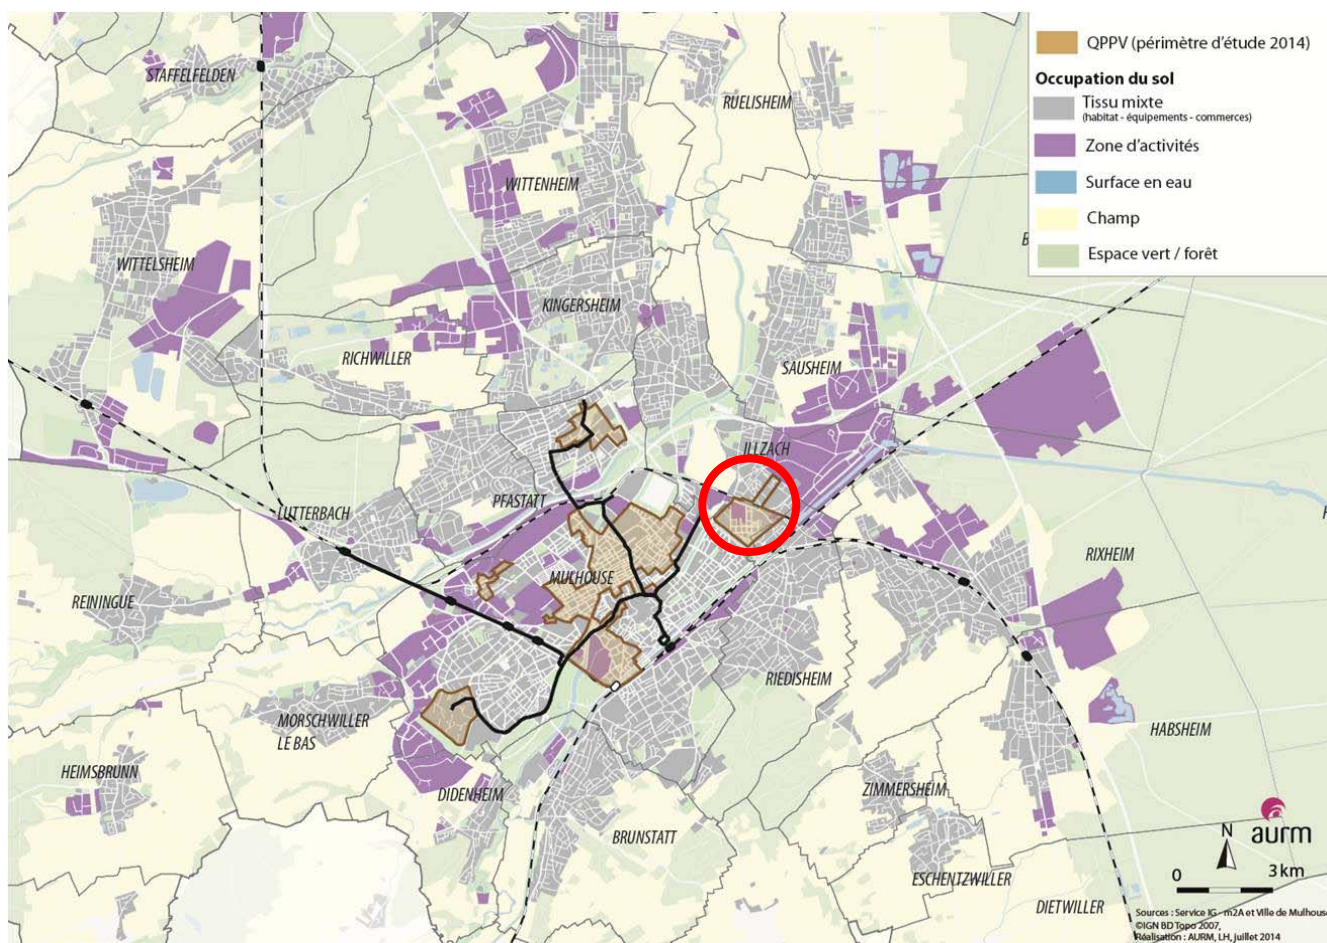 QPPV (périmètre d'étude 2014)
Occupation du sol
Tissu mixte
(habitat - équipements - commerces)
Zone d'activités
Surface en eau
Champ
Espace vert / forêt
STAFFELFELDEN
RUELISHEIM
WITTENHEIM
WITTELSHEIM
KINGERSHEIM
RICHWILLER
SAUSHEIM
ILLZACH
PFASTATT
LUTTERBACH
RIXHEIM
MULHOUSE
REININGUE
RIEDISHEIM
MORSCHWILLER
LE BAS
HABSHEIM
HEIMSBRUNN
DIDENHEIM
ZIMMERSHEIM
BRUNSTATT
ESCHENTZWILLER
DIETWILLER
N
aurm
0
3 km
Sources : Service IG - m2A et Ville de Mulhouse
©IGN BD Topo 2007,
Réalisation : AURM, LH, juillet 2014